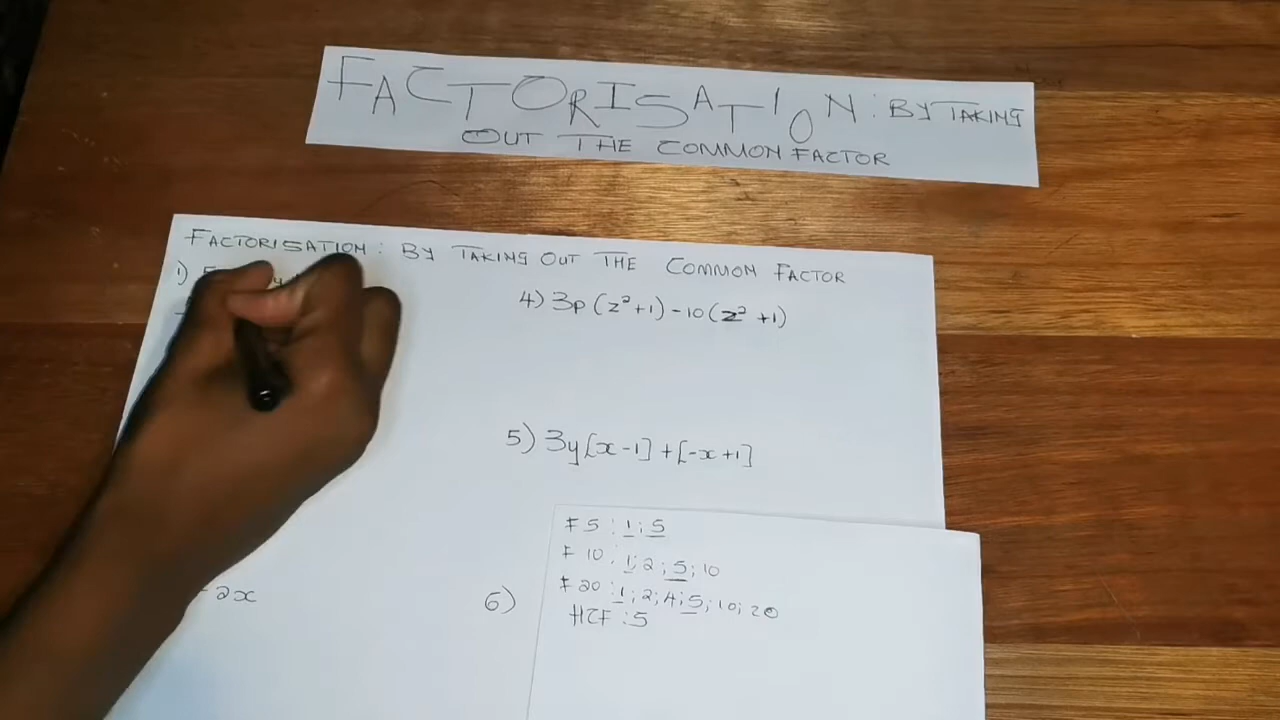 FACTORISATION: BY TAKING
OUT THE COMMON FACTOR
FACTORISATION: BY TAKING OUT THE COMMON FACTOR
1)
4) 3p(z²+1)-10(z²+1)
5) 3y[x-1]+[-x+1]
2x
6)
F5: 1; 5
F10: 1; 2; 5; 10
F20: 1; 2; 4; 5; 10; 20
HCF: 5